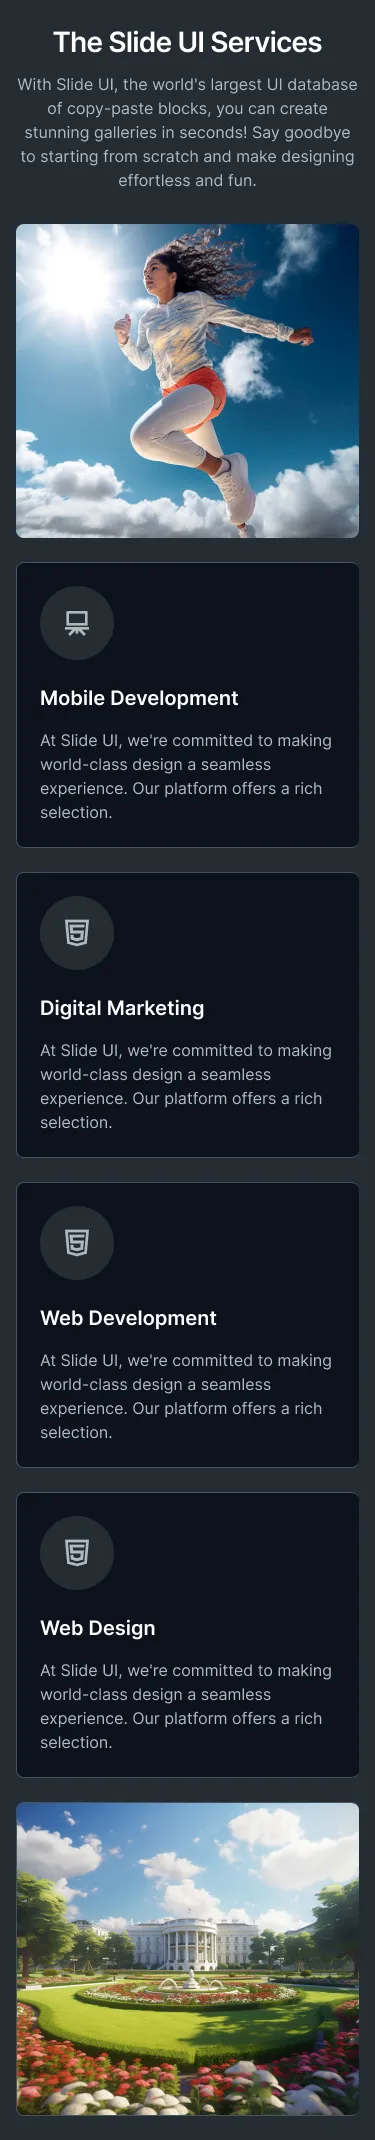 The Slide UI Services
With Slide UI, the world's largest UI database
of copy-paste blocks, you can create
stunning galleries in seconds! Say goodbye
to starting from scratch and make designing
effortless and fun.
Mobile Development
At Slide UI, we're committed to making
world-class design a seamless
experience. Our platform offers a rich
selection.
Digital Marketing
At Slide UI, we're committed to making
world-class design a seamless
experience. Our platform offers a rich
selection.
Web Development
At Slide UI, we're committed to making
world-class design a seamless
experience. Our platform offers a rich
selection.
Web Design
At Slide UI, we're committed to making
world-class design a seamless
experience. Our platform offers a rich
selection.